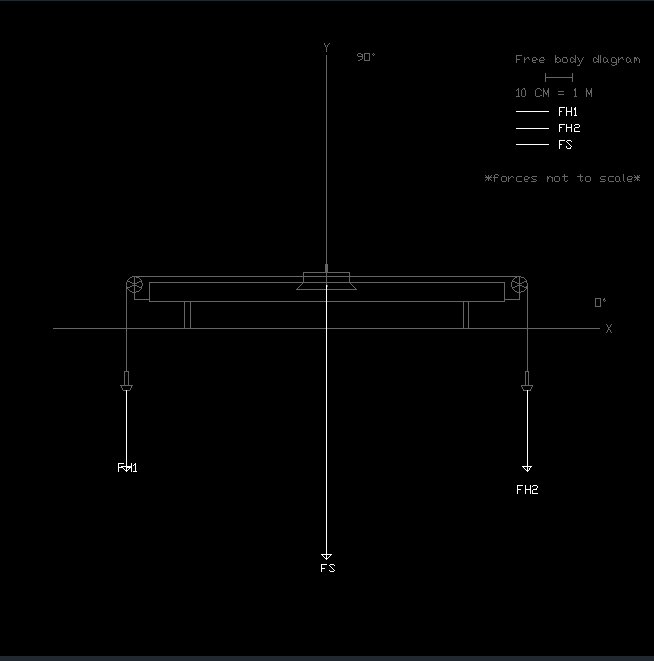 Y
90°
Free body diagram
10 CM = 1 M
FH1
FH2
FS
*forces not to scale*
0°
X
FH1
FH2
FS